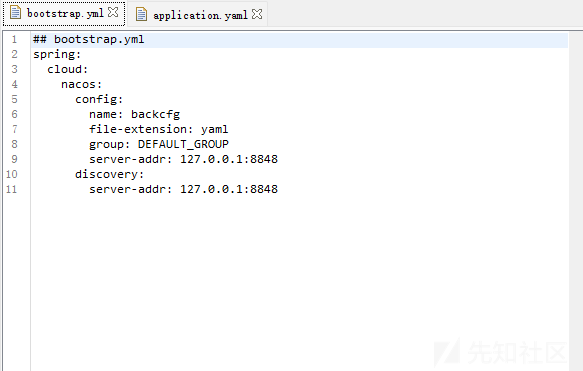 bootstrap.yml application.yaml
1 ## bootstrap.yml
2 spring:
3   cloud:
4     nacos:
5       config:
6         name: backcfg
7         file-extension: yaml
8         group: DEFAULT_GROUP
9         server-addr: 127.0.0.1:8848
10       discovery:
11         server-addr: 127.0.0.1:8848
先知社区